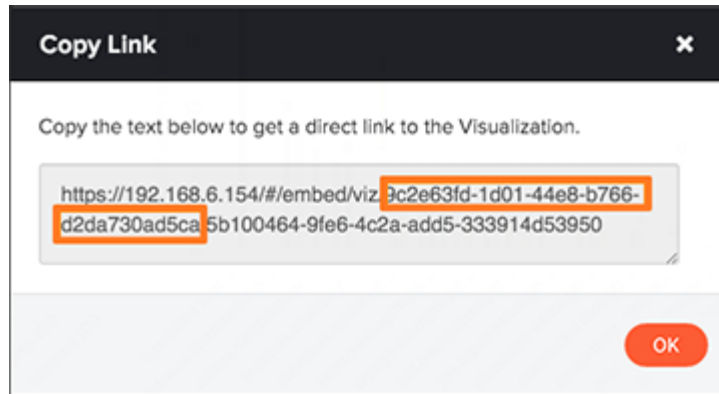 Copy Link
Copy the text below to get a direct link to the Visualization.
https://192.168.6.154/#/embed/viz/9c2e63fd-1d01-44e8-b766-
d2da730ad5ca/5b100464-9fe6-4c2a-add5-333914d53950
OK